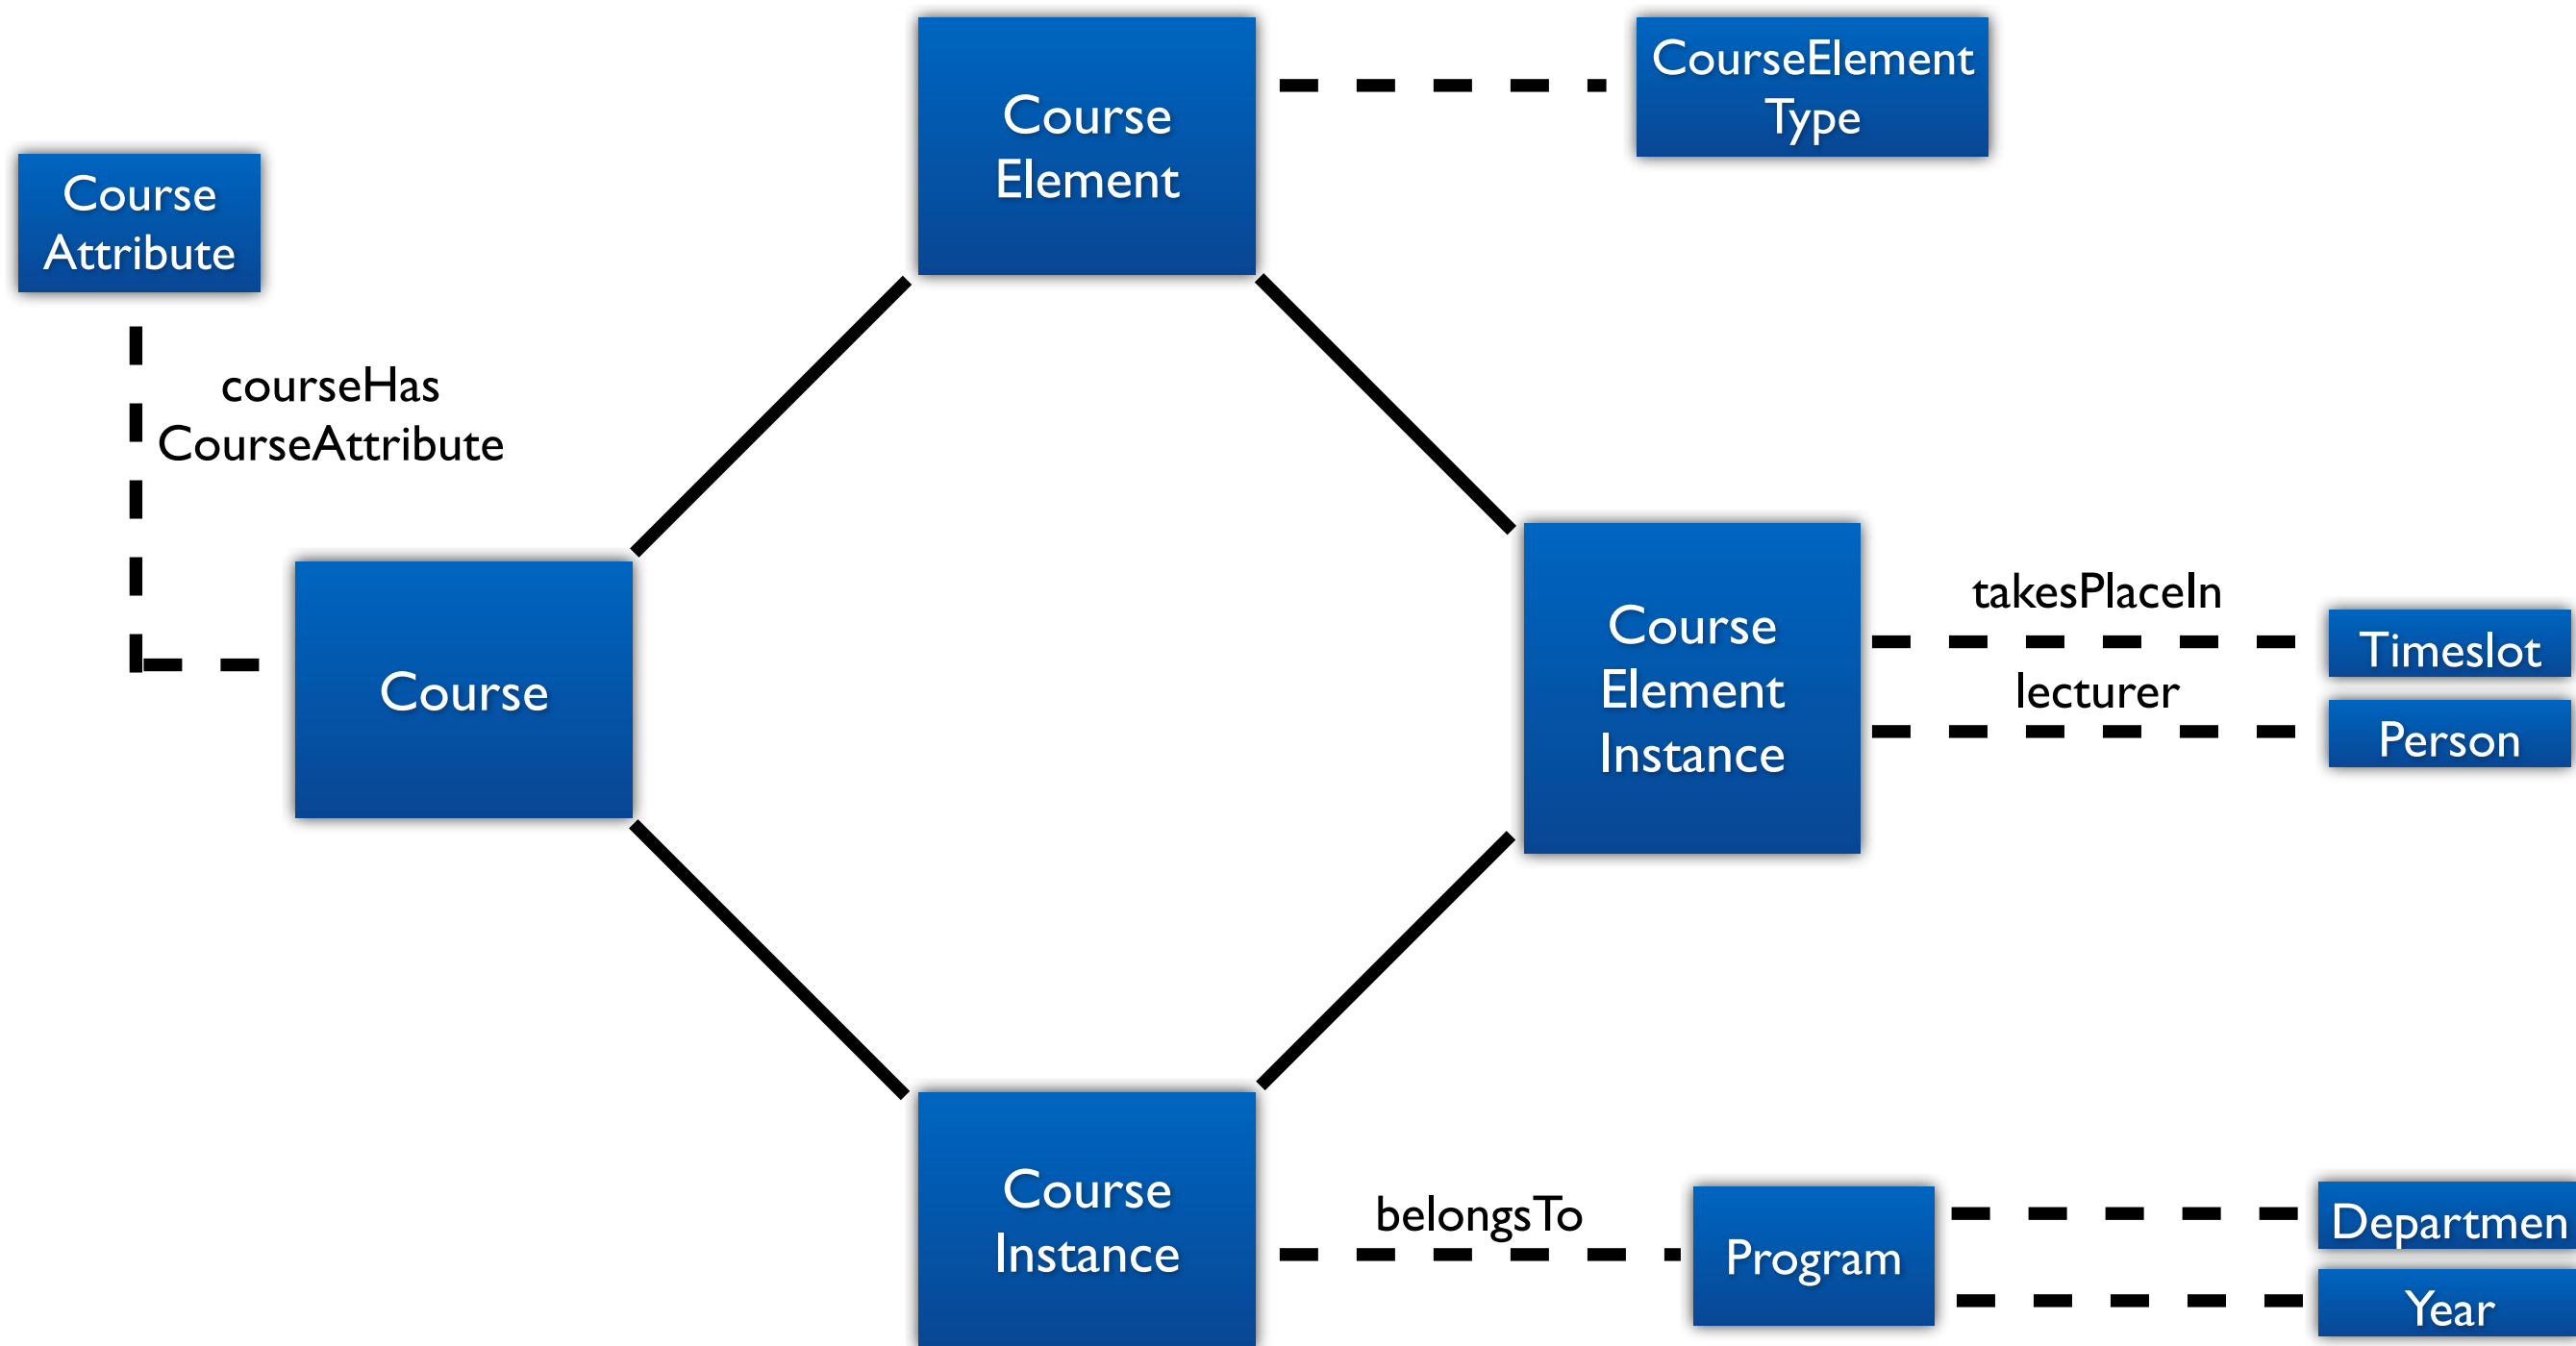 Course
Element
CourseElement
Type
Course
Attribute
courseHas
CourseAttribute
Course
Course
Element
Instance
takesPlaceIn
Timeslot
lecturer
Person
Course
Instance
belongsTo
Program
Departmen
Year